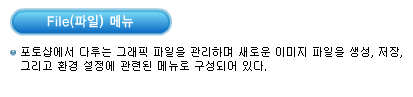 File(파일) 메뉴
포토샵에서 다루는 그래픽 파일을 관리하며 새로운 이미지 파일을 생성, 저장,
그리고 환경 설정에 관련된 메뉴로 구성되어 있다.